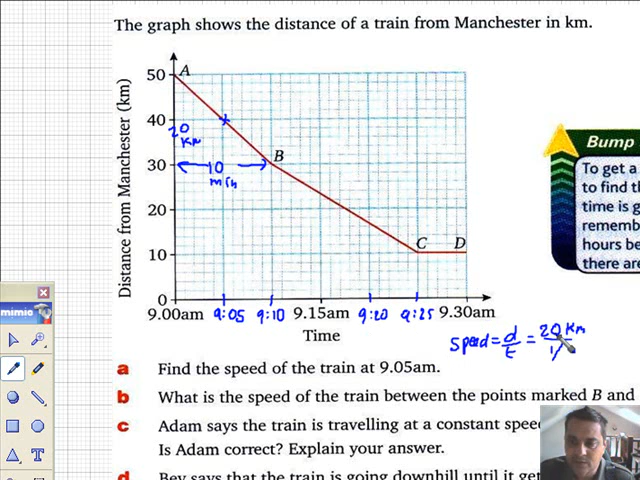 The graph shows the distance of a train from Manchester in km.
Distance from Manchester (km)
50
40
30
20
10
0
A
B
C
D
20
km
10
min
9.00am
9:05
9:10
9.15am
9:20
9:25
9.30am
Time
Speed = d/t = 20 km
Bump
To get a
to find th
time is g
rememb
hours be
there are
mimio
a Find the speed of the train at 9.05am.
b What is the speed of the train between the points marked B and
c Adam says the train is travelling at a constant speed
Is Adam correct? Explain your answer.
d Bev says that the train is going downhill until it get